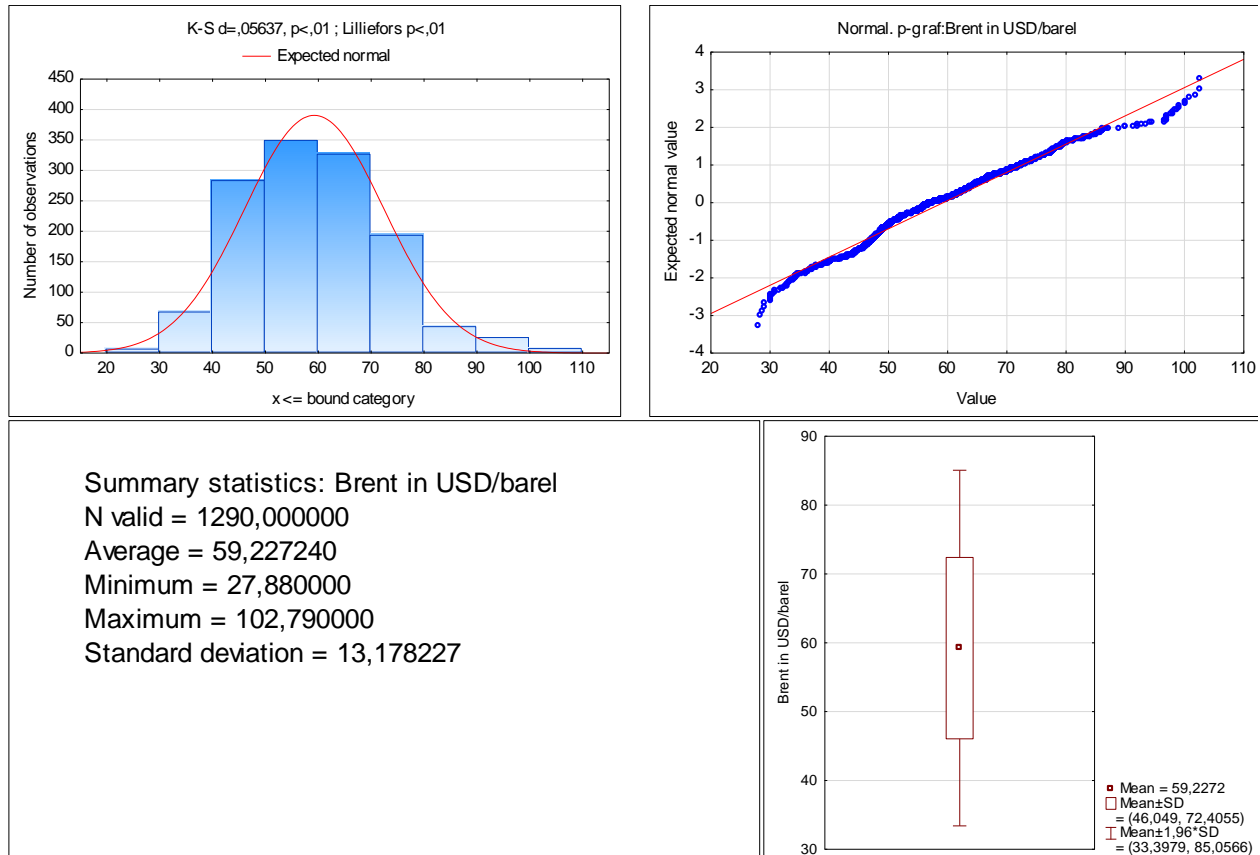 K-S d=,05637, p<,01 ; Lilliefors p<,01
Expected normal
450
400
350
300
250
200
150
100
50
0
Number of observations
20 30 40 50 60 70 80 90 100 110
x <= bound category
Normal. p-graf:Brent in USD/barel
4
3
2
1
0
-1
-2
-3
-4
Expected normal value
20 30 40 50 60 70 80 90 100 110
Value
Summary statistics: Brent in USD/barel
N valid = 1290,000000
Average = 59,227240
Minimum = 27,880000
Maximum = 102,790000
Standard deviation = 13,178227
90
80
70
60
50
40
30
Brent in USD/barel
Mean = 59,2272
Mean±SD
= (46,049, 72,4055)
Mean±1,96*SD
= (33,3979, 85,0566)